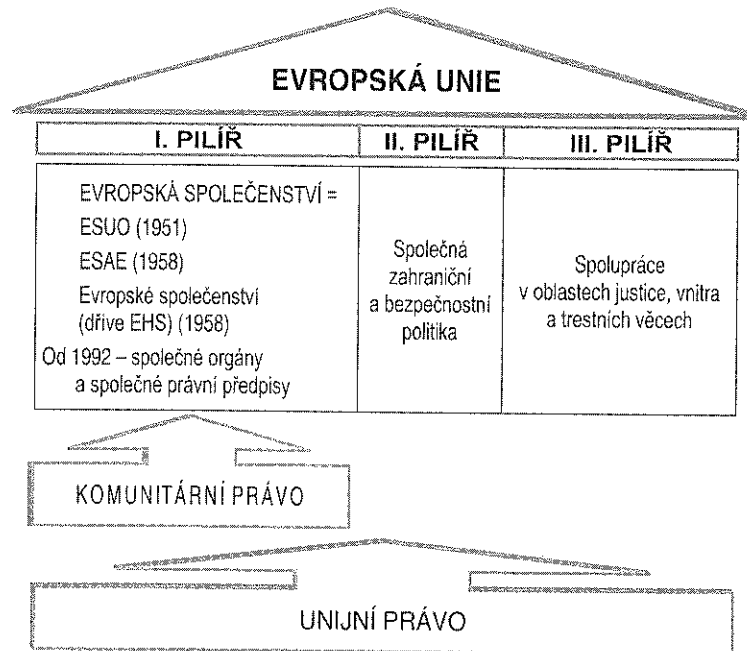 EVROPSKÁ UNIE
I. PILÍŘ
II. PILÍŘ
III. PILÍŘ
EVROPSKÁ SPOLEČENSTVÍ =
ESUO (1951)
ESAE (1958)
Evropské společenství
(dříve EHS) (1958)
Od 1992 – společné orgány
a společné právní předpisy
Společná
zahraniční
a bezpečnostní
politika
Spolupráce
v oblastech justice, vnitra
a trestních věcech
KOMUNITÁRNÍ PRÁVO
UNIJNÍ PRÁVO